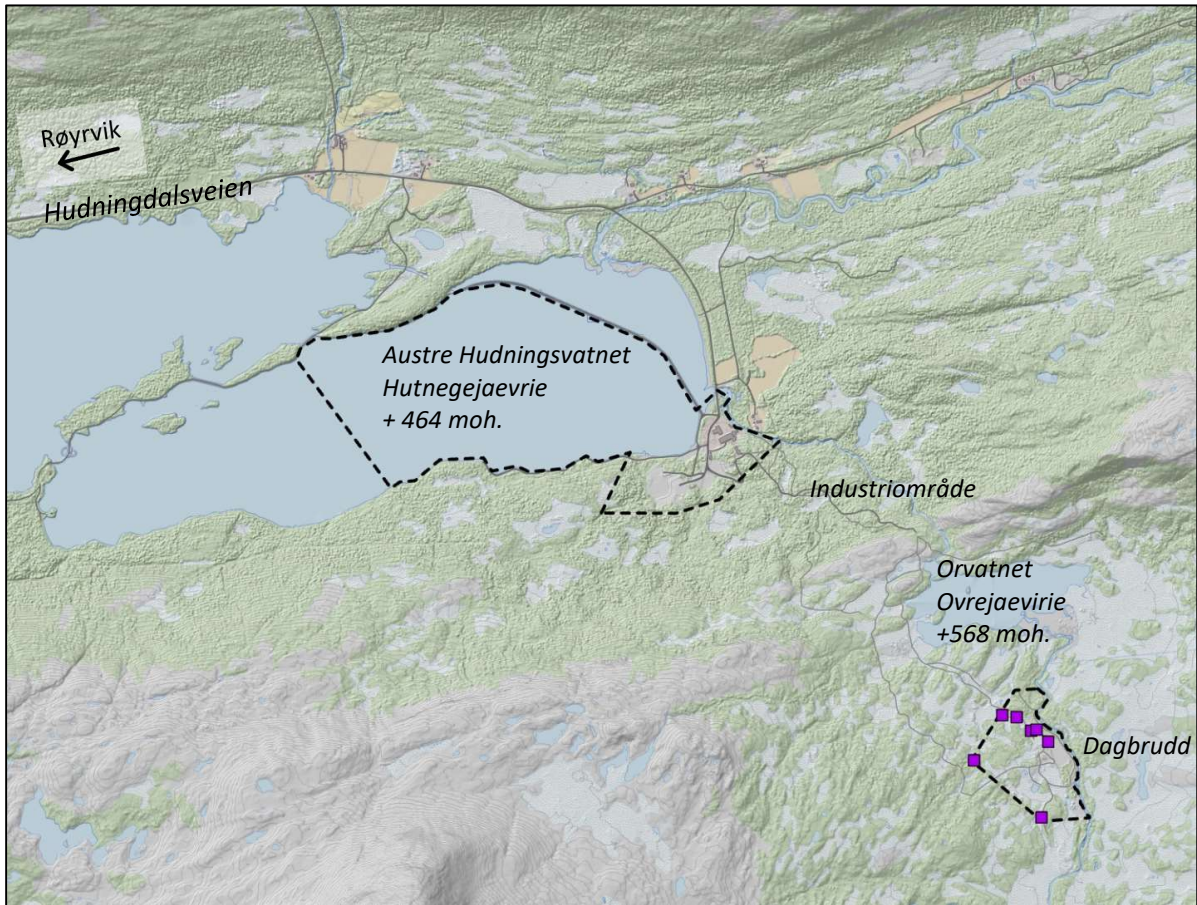 Røyrvik
Hudningdalsveien
Austre Hudningsvatnet
Hutnegejaevrie
+ 464 moh.
Industriområde
Orvatnet
Ovrejaevirie
+568 moh.
Dagbrudd